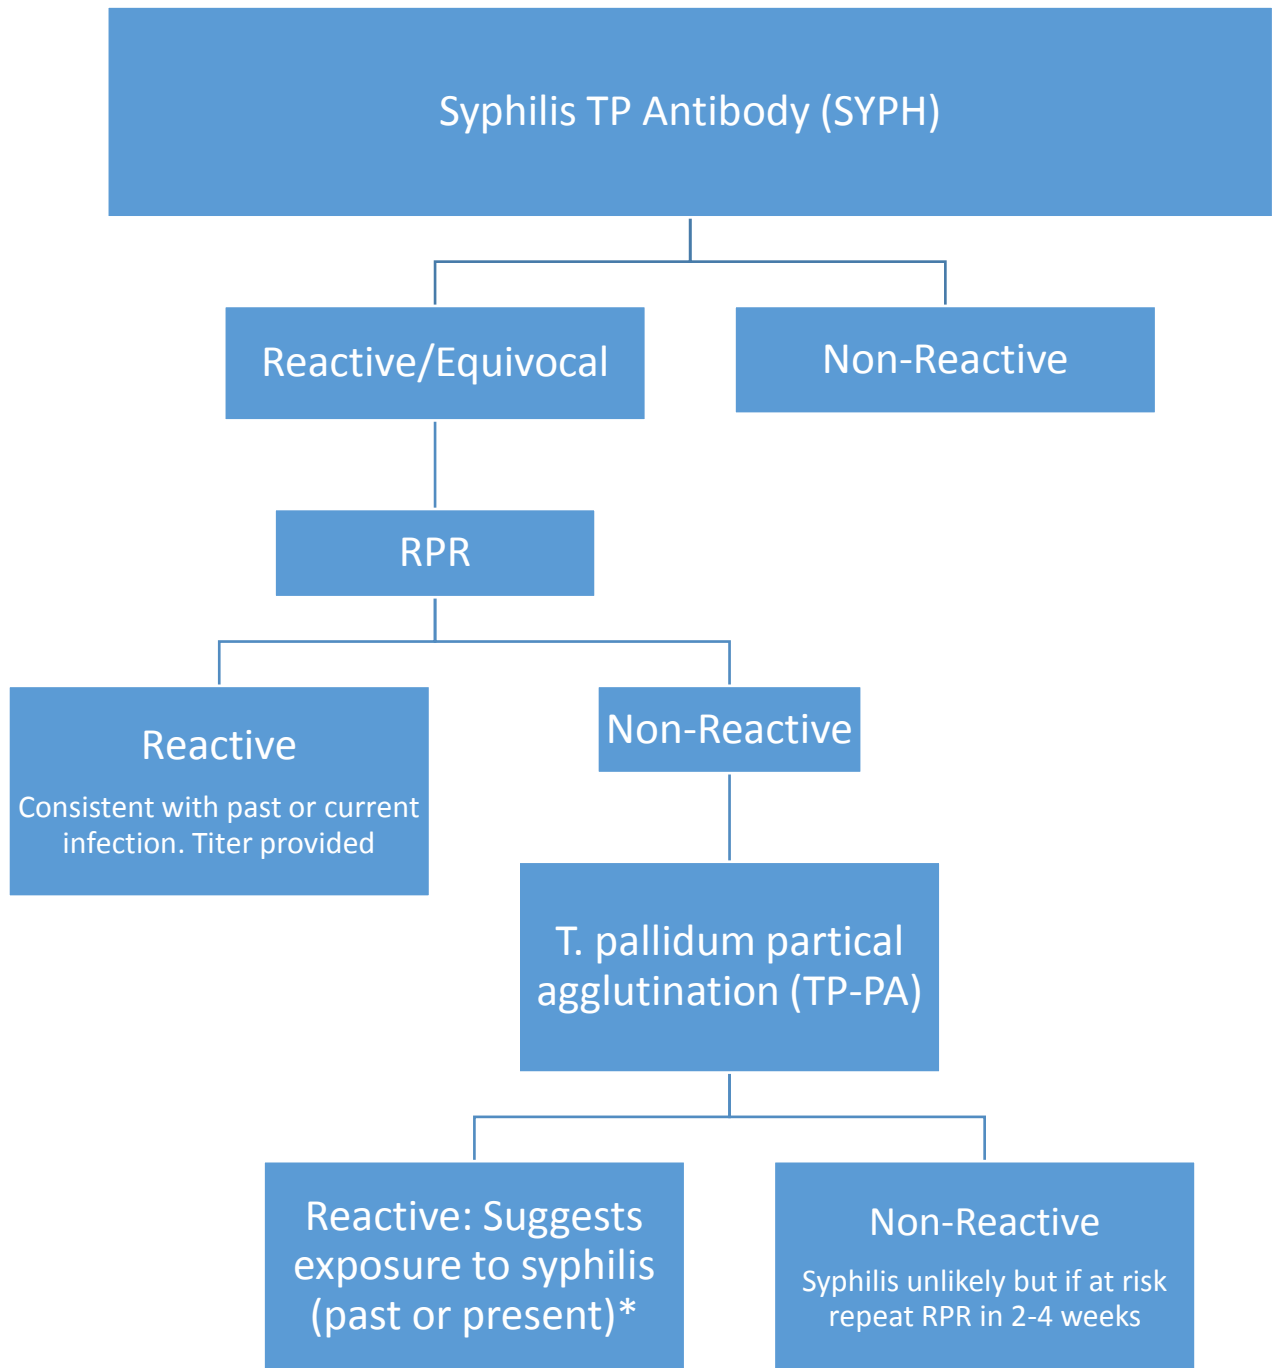 Syphilis TP Antibody (SYPH)
Reactive/Equivocal
Non-Reactive
RPR
Reactive
Consistent with past or current
infection. Titer provided
Non-Reactive
T. pallidum partical
agglutination (TP-PA)
Reactive: Suggests
exposure to syphilis
(past or present)*
Non-Reactive
Syphilis unlikely but if at risk
repeat RPR in 2-4 weeks